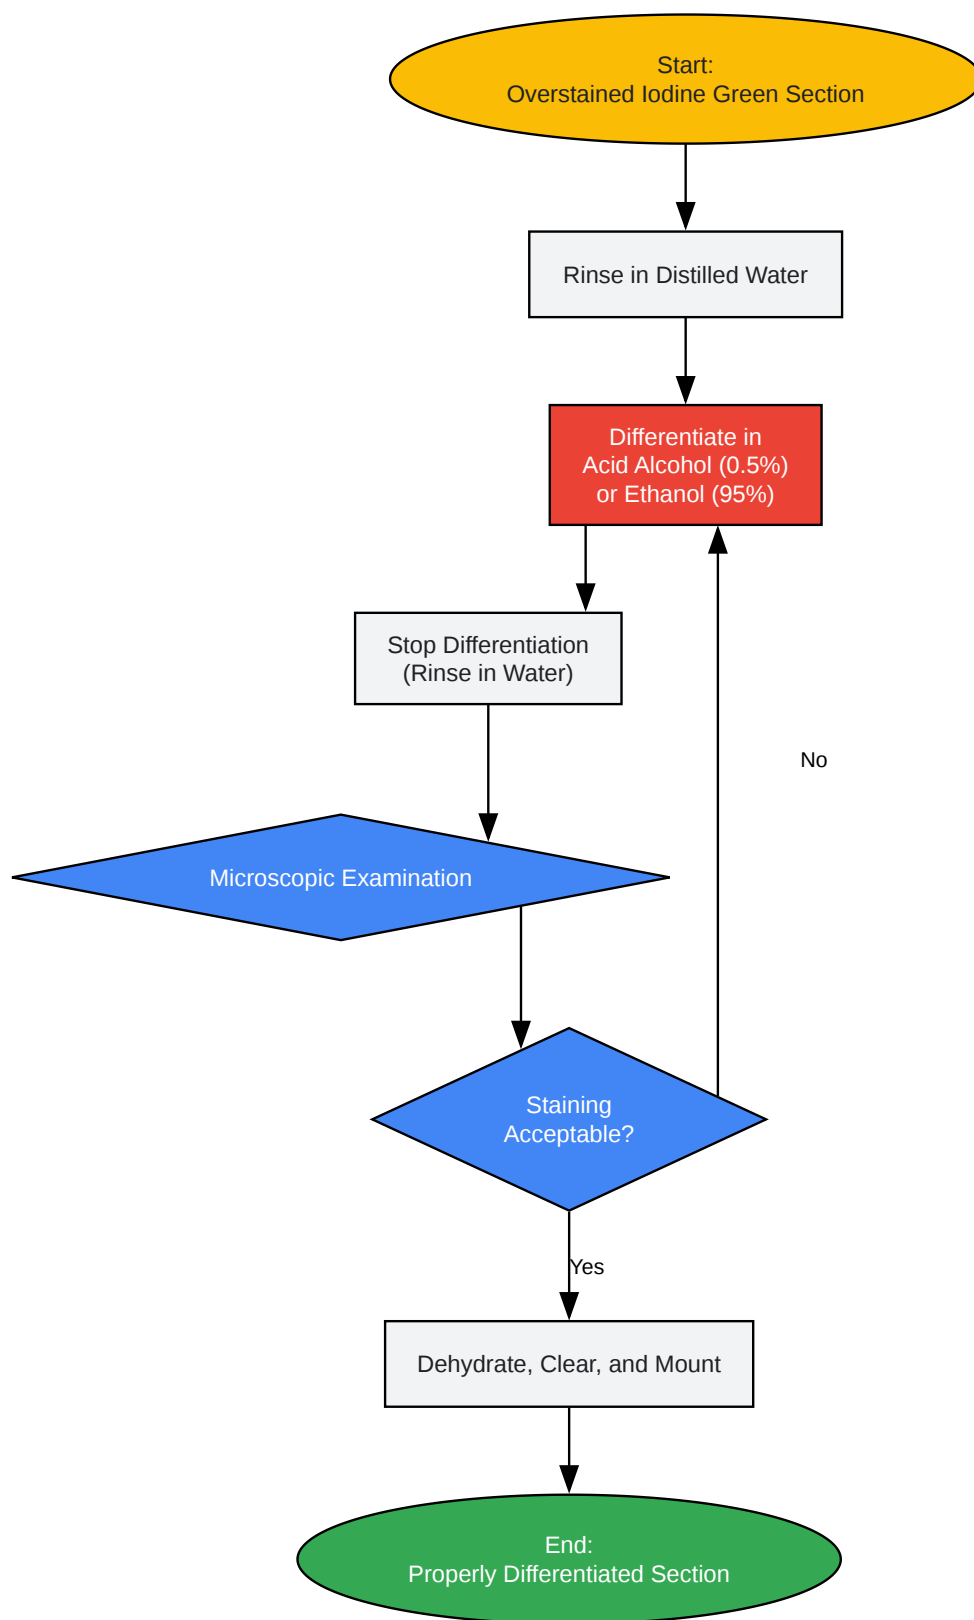 Start:
Overstained Iodine Green Section
Rinse in Distilled Water
Differentiate in
Acid Alcohol (0.5%)
or Ethanol (95%)
Stop Differentiation
(Rinse in Water)
No
Microscopic Examination
Staining
Acceptable?
Yes
Dehydrate, Clear, and Mount
End:
Properly Differentiated Section